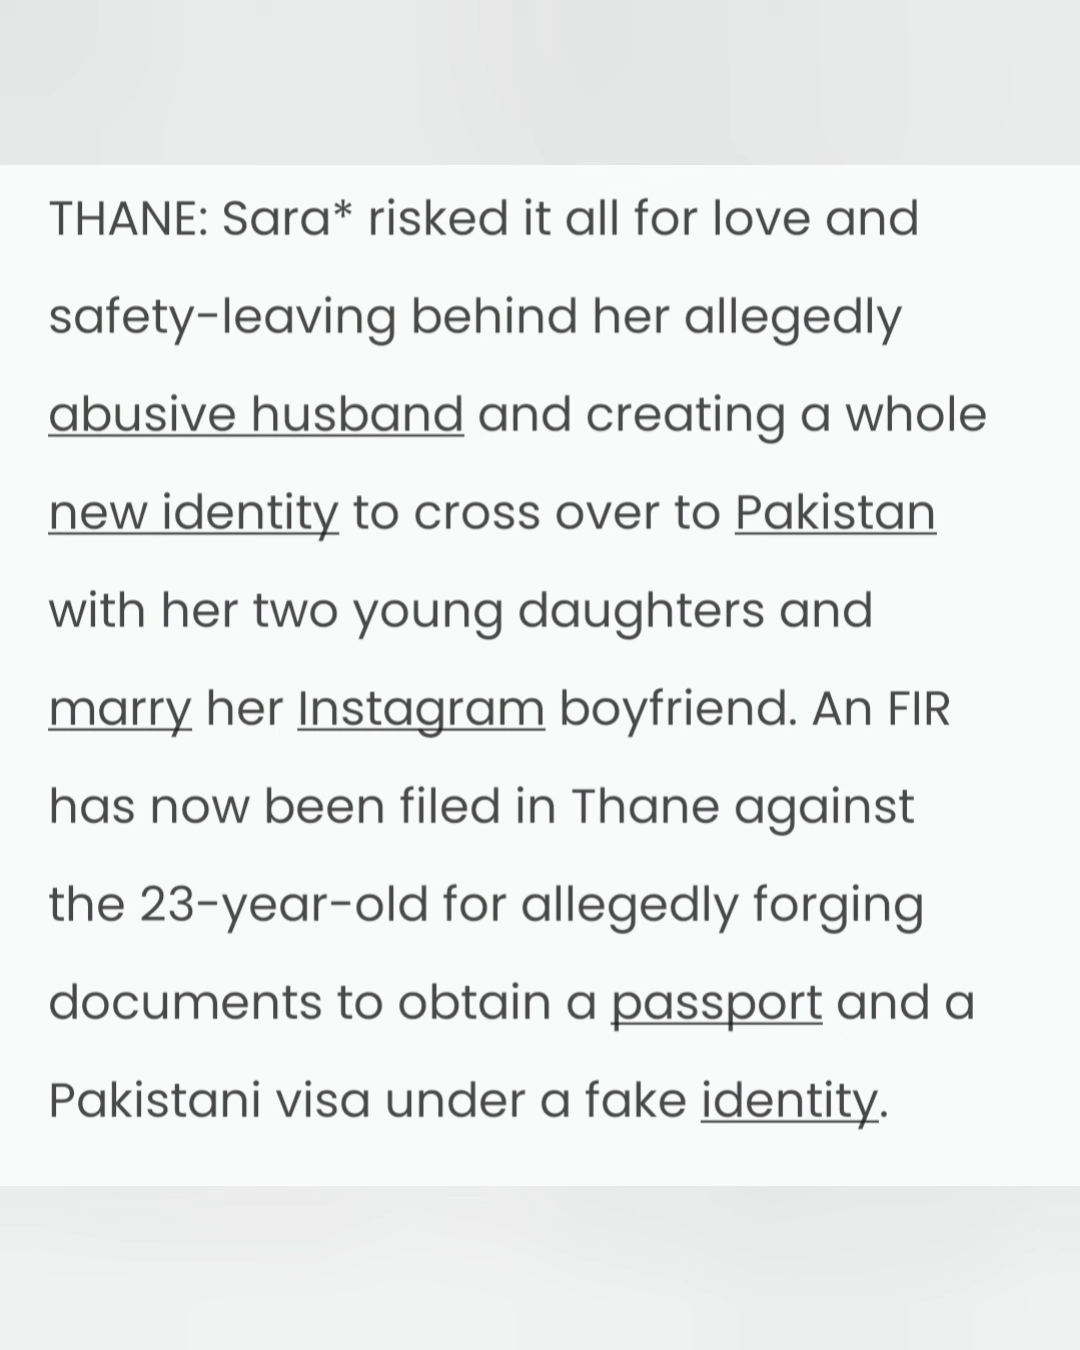 THANE: Sara* risked it all for love and
safety-leaving behind her allegedly
abusive husband and creating a whole
new identity to cross over to Pakistan
with her two young daughters and
marry her Instagram boyfriend. An FIR
has now been filed in Thane against
the 23-year-old for allegedly forging
documents to obtain a passport and a
Pakistani visa under a fake identity.